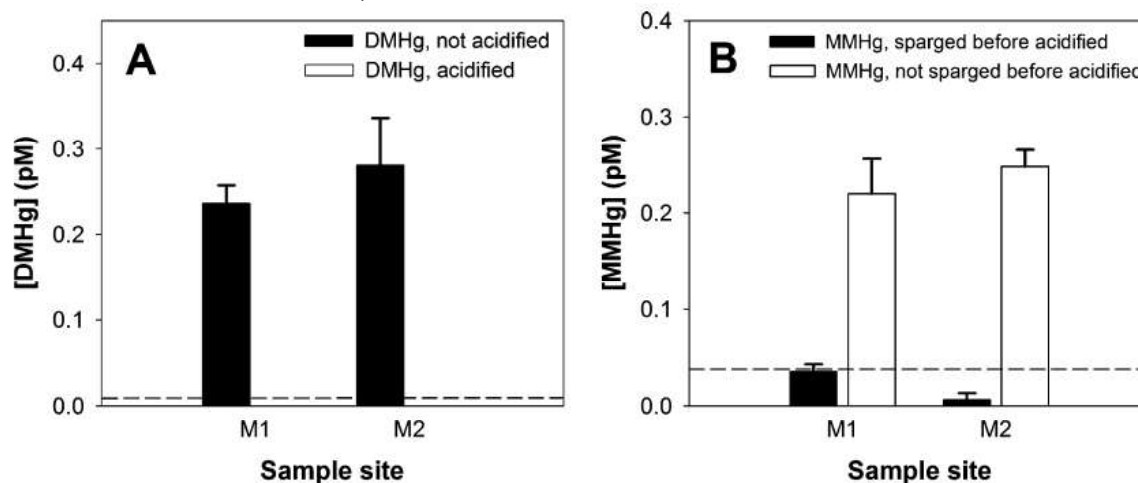 A
DMHg, not acidified
DMHg, acidified
[DMHg] (pM)
0.4
0.3
0.2
0.1
0.0
M1 M2
Sample site
B
MMHg, sparged before acidified
MMHg, not sparged before acidified
[MMHg] (pM)
0.4
0.3
0.2
0.1
0.0
M1 M2
Sample site